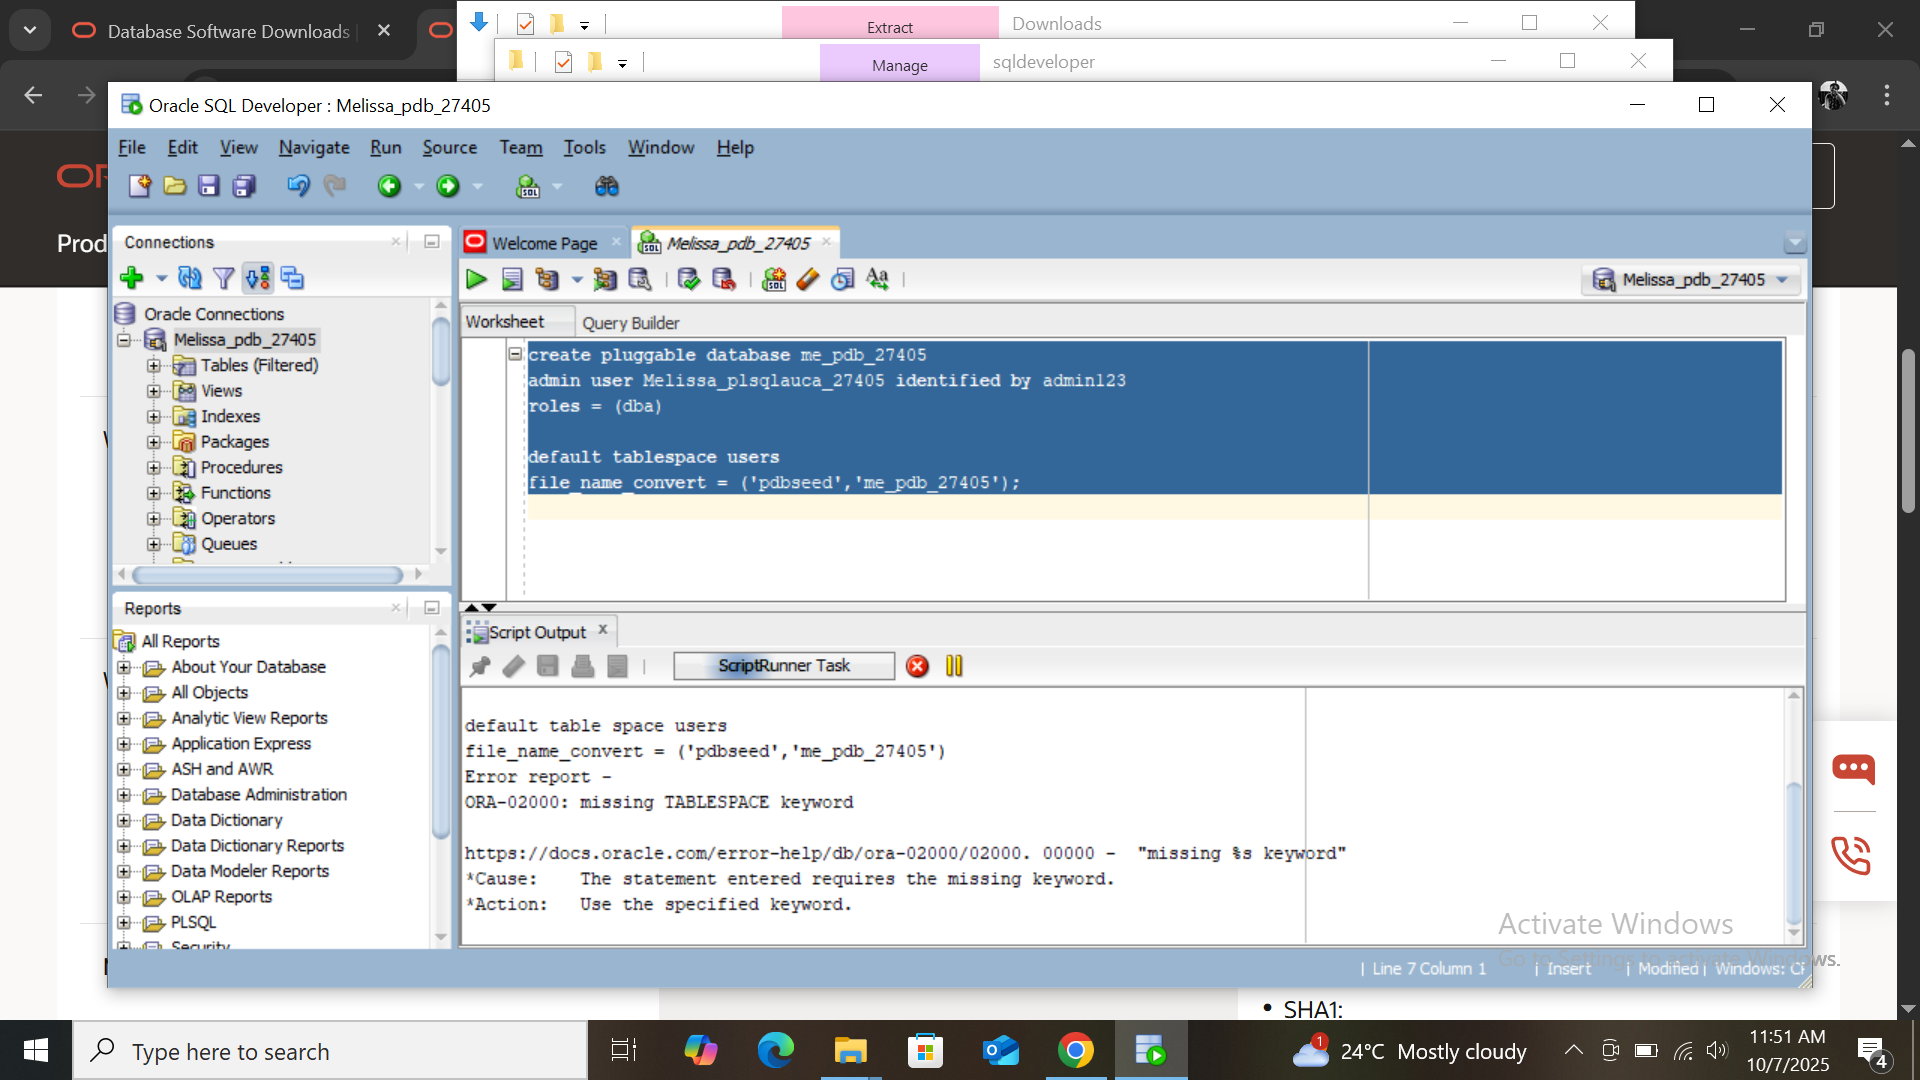 Database Software Downloads
Extract
Downloads
Manage
sqldeveloper
Oracle SQL Developer : Melissa_pdb_27405
File Edit View Navigate Run Source Team Tools Window Help
Prod
Connections
Welcome Page
Melissa_pdb_27405
Melissa_pdb_27405
Oracle Connections
Melissa_pdb_27405
Tables (Filtered)
Views
Indexes
Packages
Procedures
Functions
Operators
Queues
Worksheet
Query Builder
create pluggable database me_pdb_27405
admin user Melissa_plsqlauca_27405 identified by admin123
roles = (dba)
default tablespace users
file_name_convert = ('pdbseed','me_pdb_27405');
Reports
All Reports
About Your Database
All Objects
Analytic View Reports
Application Express
ASH and AWR
Database Administration
Data Dictionary
Data Dictionary Reports
Data Modeler Reports
OLAP Reports
PLSQL
Security
Script Output
ScriptRunner Task
default table space users
file_name_convert = ('pdbseed','me_pdb_27405')
Error report -
ORA-02000: missing TABLESPACE keyword
https://docs.oracle.com/error-help/db/ora-02000/02000. 00000 -  "missing %s keyword"
*Cause:    The statement entered requires the missing keyword.
*Action:   Use the specified keyword.
Activate Windows
Go to Settings to activate Windows.
Line 7 Column 1
Insert
Modified
Windows: CR
• SHA1:
Type here to search
1
24°C Mostly cloudy
11:51 AM
10/7/2025
4